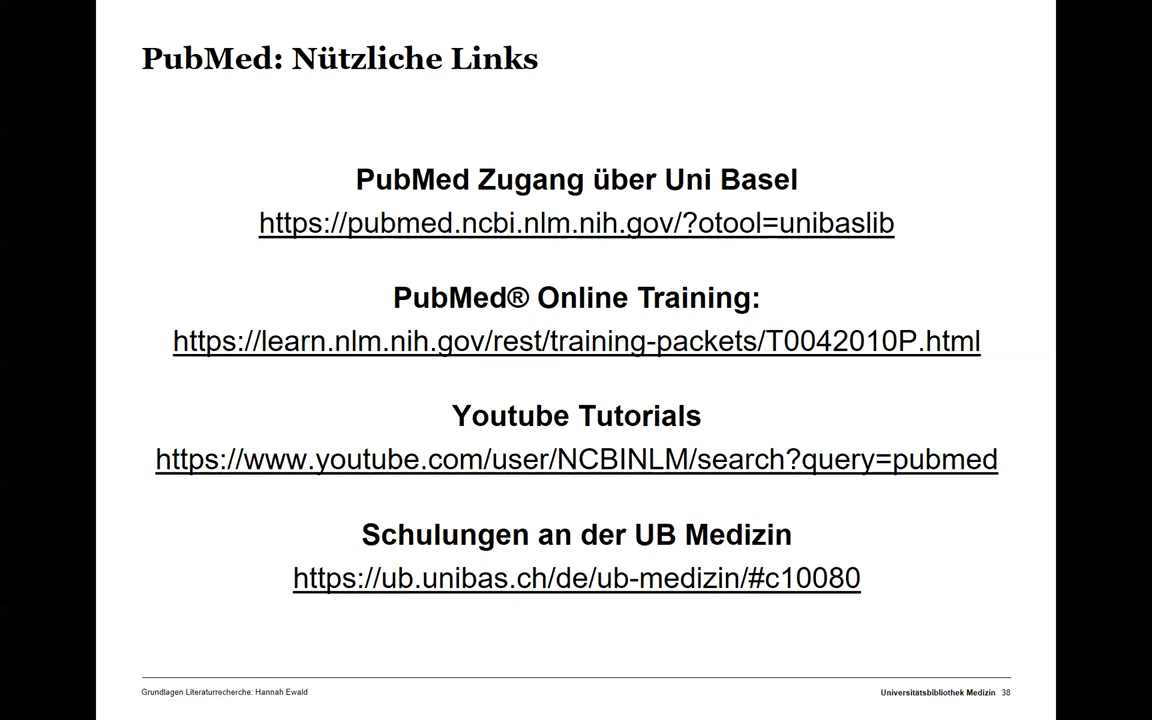 PubMed: Nützliche Links
PubMed Zugang über Uni Basel
https://pubmed.ncbi.nlm.nih.gov/?otool=unibaslib
PubMed® Online Training:
https://learn.nlm.nih.gov/rest/training-packets/T0042010P.html
Youtube Tutorials
https://www.youtube.com/user/NCBINLM/search?query=pubmed
Schulungen an der UB Medizin
https://ub.unibas.ch/de/ub-medizin/#c10080
Grundlagen Literaturrecherche: Hannah Ewald
Universitätsbibliothek Medizin 38